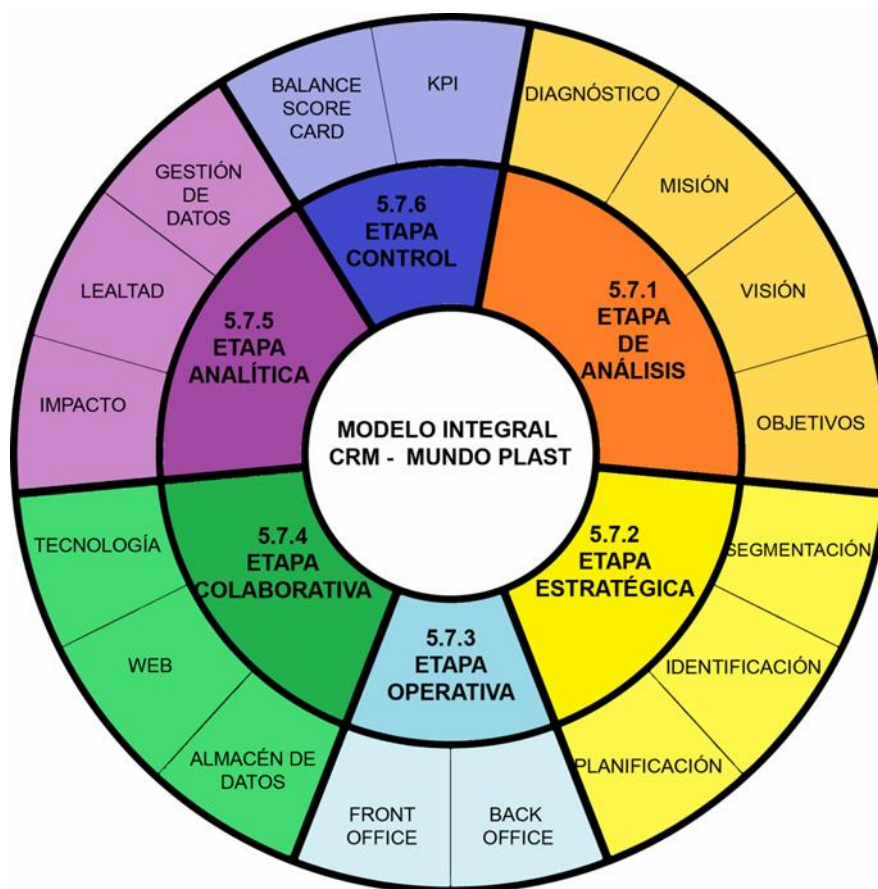 MODELO INTEGRAL
CRM - MUNDO PLAST
5.7.1
ETAPA
DE
ANÁLISIS
DIAGNÓSTICO
MISIÓN
VISIÓN
OBJETIVOS
5.7.2
ETAPA
ESTRATÉGICA
SEGMENTACIÓN
IDENTIFICACIÓN
PLANIFICACIÓN
5.7.3
ETAPA
OPERATIVA
BACK
OFFICE
FRONT
OFFICE
5.7.4
ETAPA
COLABORATIVA
ALMACÉN DE
DATOS
WEB
TECNOLOGÍA
5.7.5
ETAPA
ANALÍTICA
IMPACTO
LEALTAD
GESTIÓN
DE
DATOS
5.7.6
ETAPA
CONTROL
BALANCE
SCORE
CARD
KPI